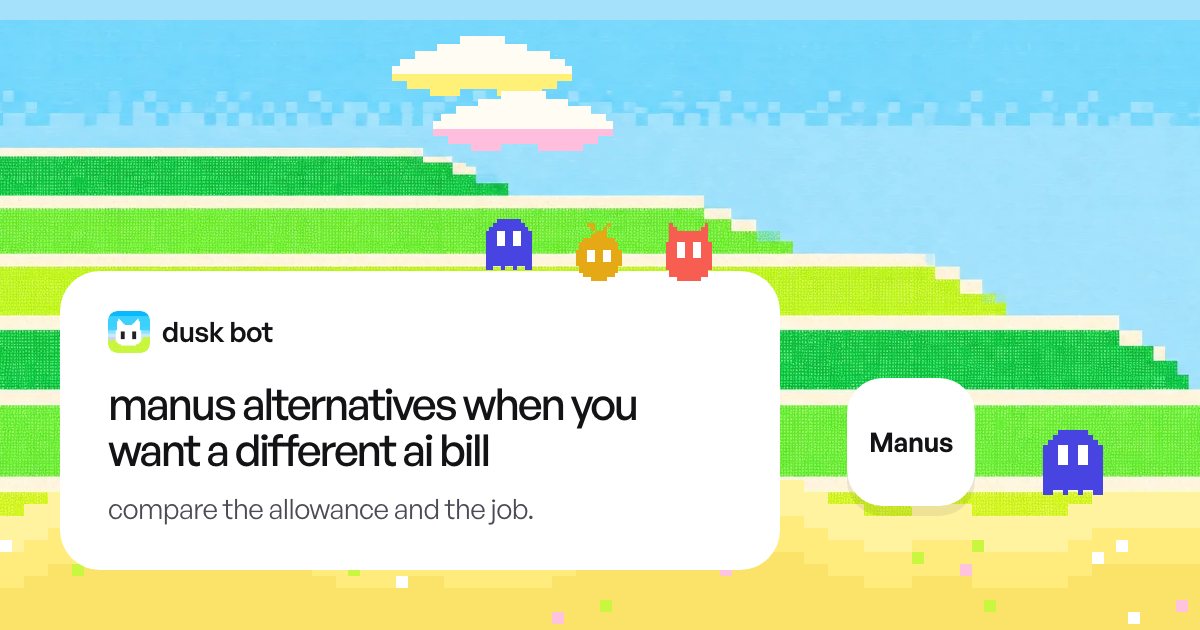 dusk bot
manus alternatives when you
want a different ai bill
compare the allowance and the job.
Manus